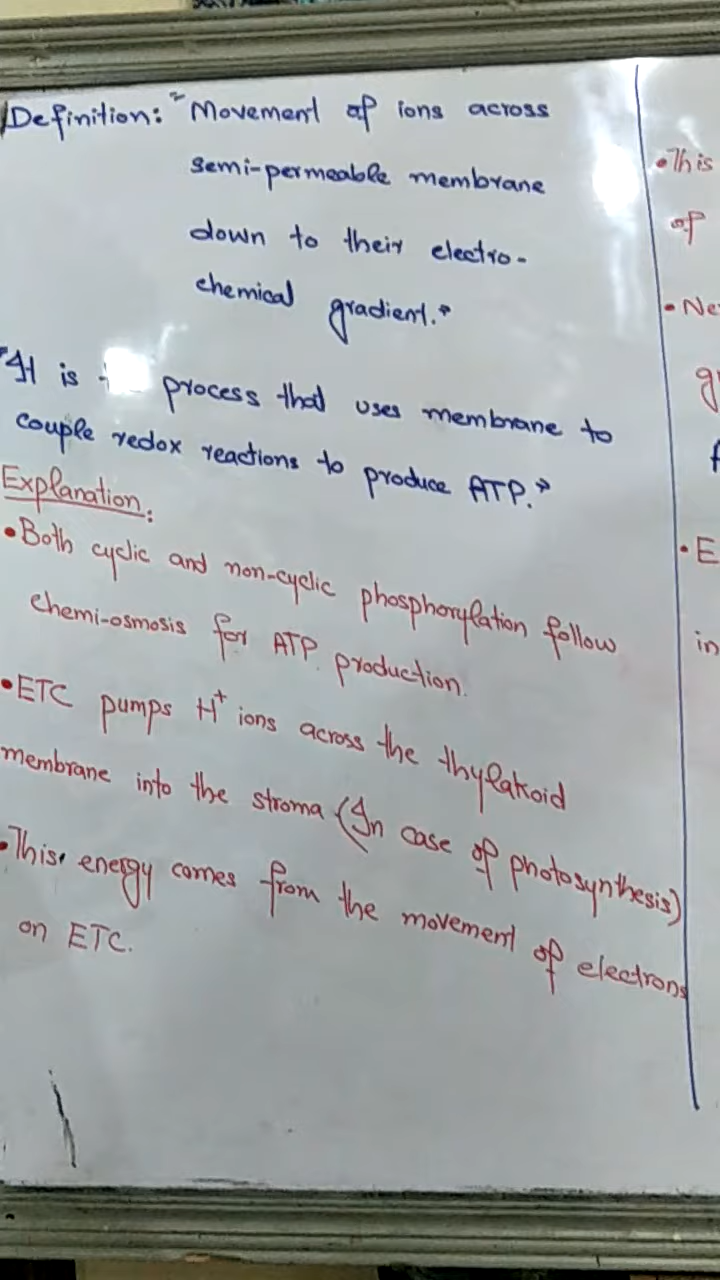 Definition: "Movement of ions across
semi-permeable membrane
down to their electro-
chemical gradient."
"It is process that uses membrane to
couple redox reactions to produce ATP."
Explanation:
• Both cyclic and non-cyclic phosphorylation follow
chemi-osmosis for ATP production.
• ETC pumps H⁺ ions across the thylakoid
membrane into the stroma (In case of photosynthesis)
• This energy comes from the movement of electrons
on ETC.
• This
of
• Ne
g
f
• E
in